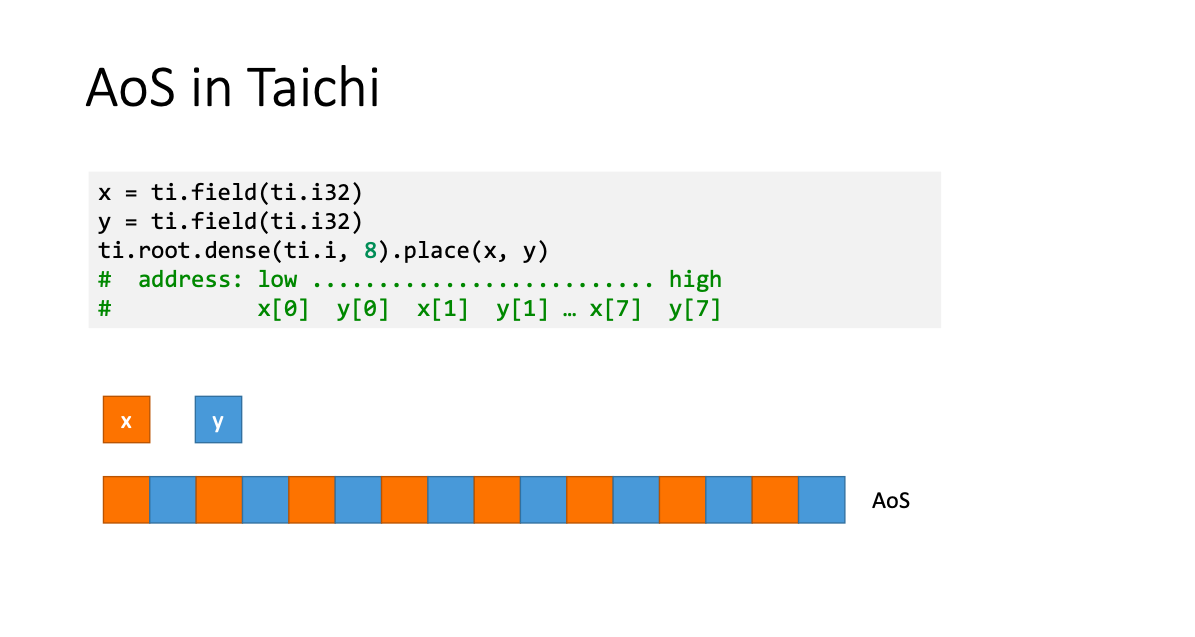 AoS in Taichi
x = ti.field(ti.i32)
y = ti.field(ti.i32)
ti.root.dense(ti.i, 8).place(x, y)
#  address: low .......................... high
#           x[0]  y[0]  x[1]  y[1] … x[7]  y[7]
x y
AoS